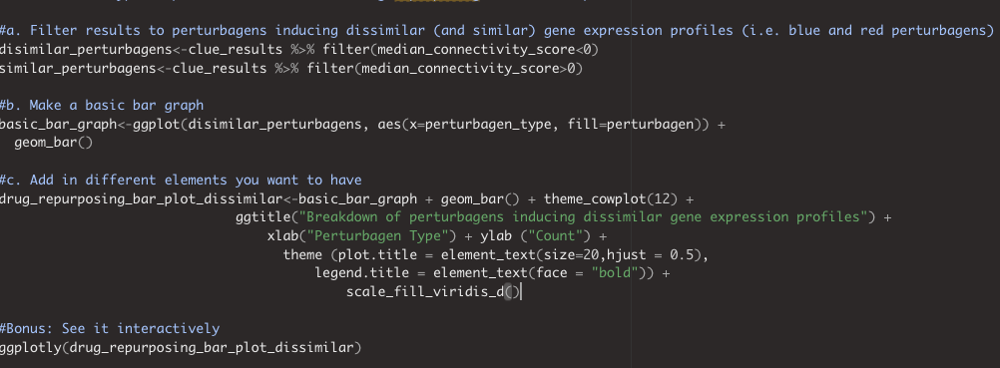 #a. Filter results to perturbagens inducing dissimilar (and similar) gene expression profiles (i.e. blue and red perturbagens)
disimilar_perturbagens<-clue_results %>% filter(median_connectivity_score<0)
similar_perturbagens<-clue_results %>% filter(median_connectivity_score>0)
#b. Make a basic bar graph
basic_bar_graph<-ggplot(disimilar_perturbagens, aes(x=perturbagen_type, fill=perturbagen)) +
geom_bar()
#c. Add in different elements you want to have
drug_repurposing_bar_plot_dissimilar<-basic_bar_graph + geom_bar() + theme_cowplot(12) +
ggtitle("Breakdown of perturbagens inducing dissimilar gene expression profiles") +
xlab("Perturbagen Type") + ylab ("Count") +
theme (plot.title = element_text(size=20,hjust = 0.5),
legend.title = element_text(face = "bold")) +
scale_fill_viridis_d()
#Bonus: See it interactively
ggplotly(drug_repurposing_bar_plot_dissimilar)